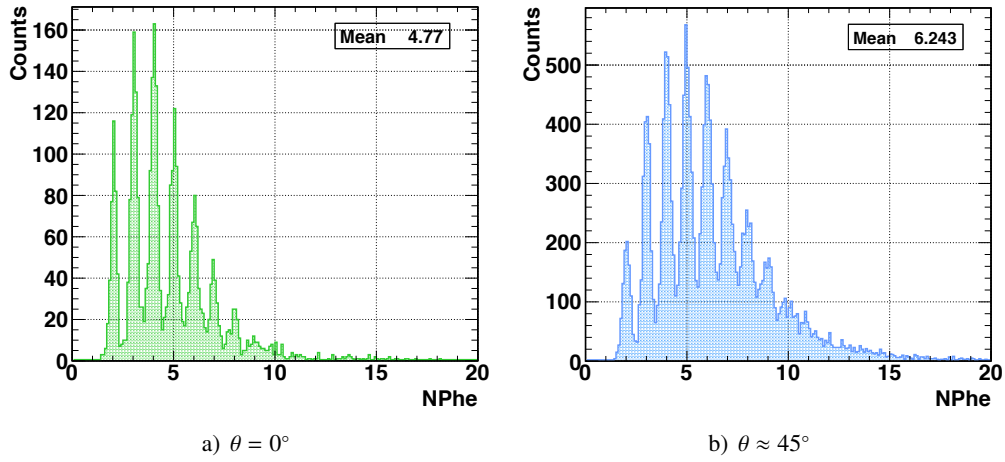 Counts
160
140
120
100
80
60
40
20
0
Mean 4.77
0 5 10 15 20
NPhe
a) θ = 0°
Counts
500
400
300
200
100
0
Mean 6.243
0 5 10 15 20
NPhe
b) θ ≈ 45°